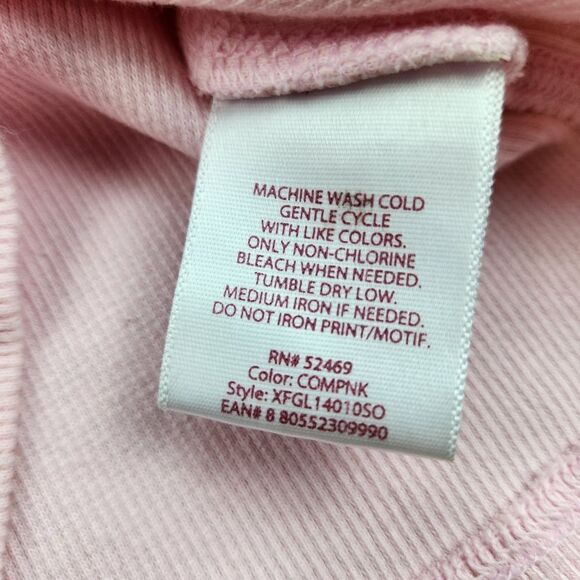 MACHINE WASH COLD
GENTLE CYCLE
WITH LIKE COLORS.
ONLY NON-CHLORINE
BLEACH WHEN NEEDED.
TUMBLE DRY LOW.
MEDIUM IRON IF NEEDED.
DO NOT IRON PRINT/MOTIF.
RN# 52469
Color: COMPNK
Style: XFGL14010SO
EAN# 8 80552309990